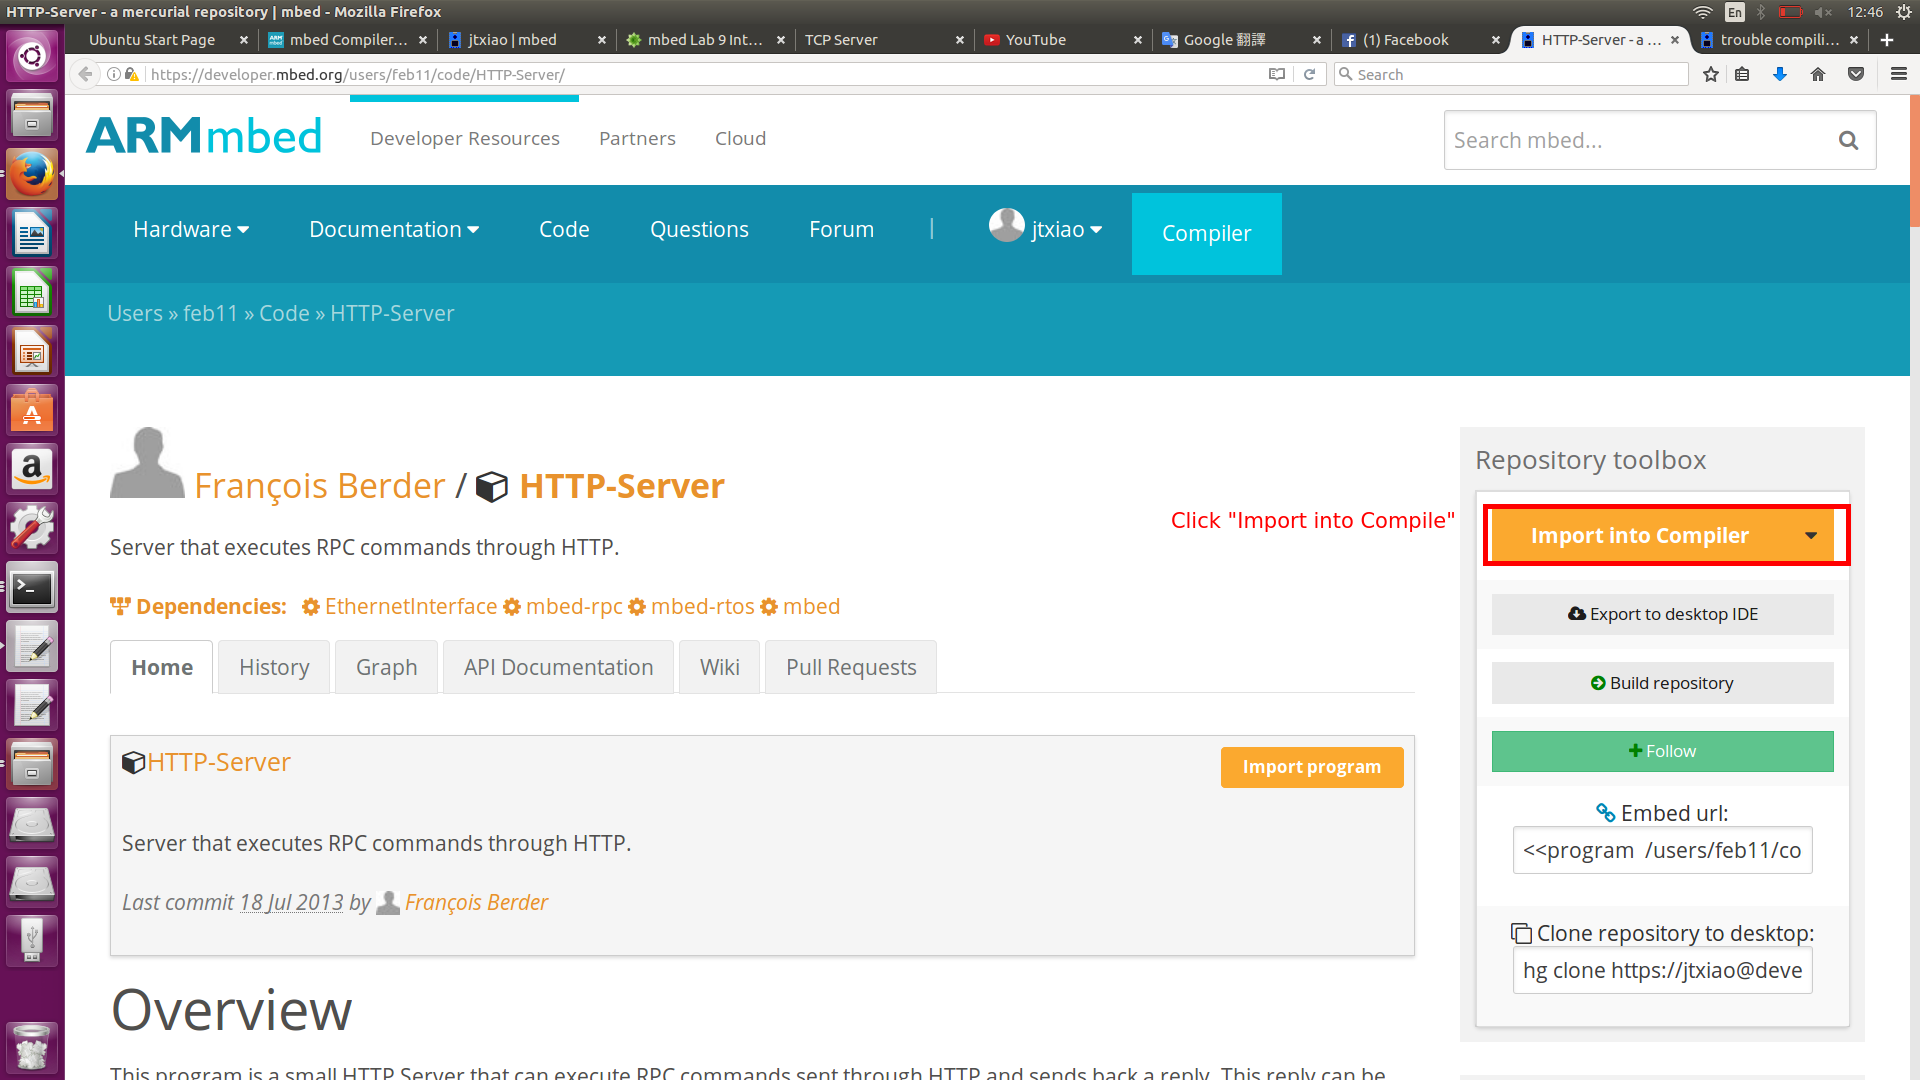 HTTP-Server - a mercurial repository | mbed - Mozilla Firefox
En
12:46
Ubuntu Start Page
mbed Compiler...
jtxiao | mbed
mbed Lab 9 Int...
TCP Server
YouTube
Google 翻譯
(1) Facebook
HTTP-Server - a ...
trouble compili...
https://developer.mbed.org/users/feb11/code/HTTP-Server/
Search
ARMmbed
Developer Resources
Partners
Cloud
Search mbed...
Hardware
Documentation
Code
Questions
Forum
|
jtxiao
Compiler
Users » feb11 » Code » HTTP-Server
François Berder / HTTP-Server
Server that executes RPC commands through HTTP.
Dependencies: EthernetInterface mbed-rpc mbed-rtos mbed
Home
History
Graph
API Documentation
Wiki
Pull Requests
HTTP-Server
Import program
Server that executes RPC commands through HTTP.
Last commit 18 Jul 2013 by François Berder
Overview
This program is a small HTTP Server that can execute RPC commands sent through HTTP and sends back a reply. This reply can be
Click "Import into Compile"
Repository toolbox
Import into Compiler
Export to desktop IDE
Build repository
Follow
Embed url:
<<program /users/feb11/co
Clone repository to desktop:
hg clone https://jtxiao@deve